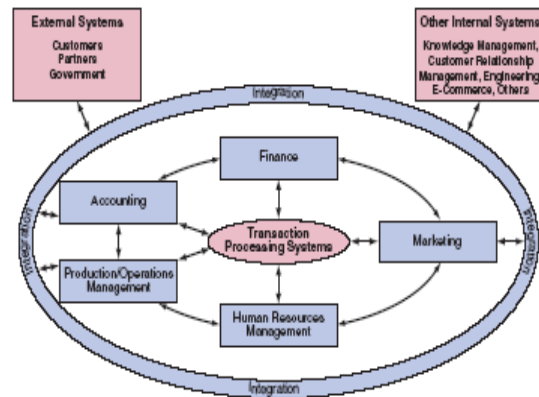 External Systems
Customers
Partners
Government
Other Internal Systems
Knowledge Management,
Customer Relationship
Management, Engineering,
E-Commerce, Others
Integration
Finance
Accounting
Integration
Transaction
Processing Systems
Marketing
Integration
Production/Operations
Management
Human Resources
Management
Integration